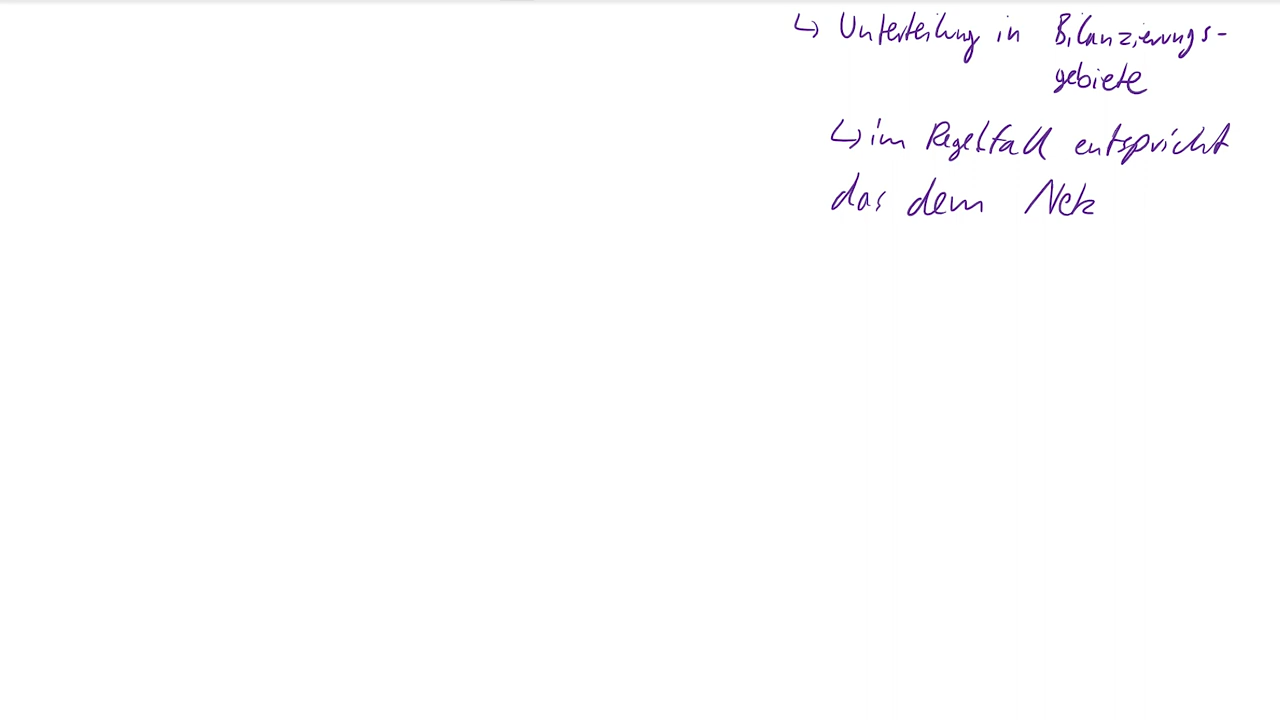 ↳ Unterteilung in Bilanzierungs-
gebiete
↳ im Regelfall entspricht
das dem Netz